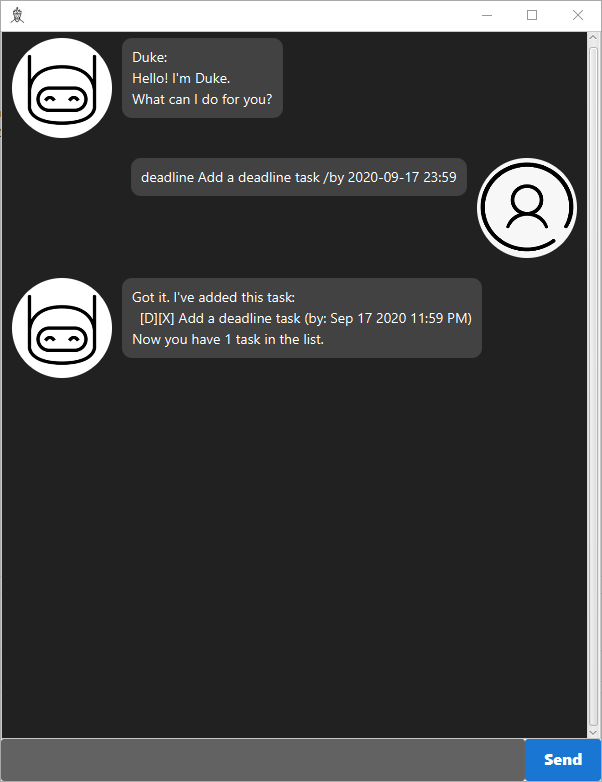 Duke:
Hello! I'm Duke.
What can I do for you?
deadline Add a deadline task /by 2020-09-17 23:59
Got it. I've added this task:
[D][X] Add a deadline task (by: Sep 17 2020 11:59 PM)
Now you have 1 task in the list.
Send